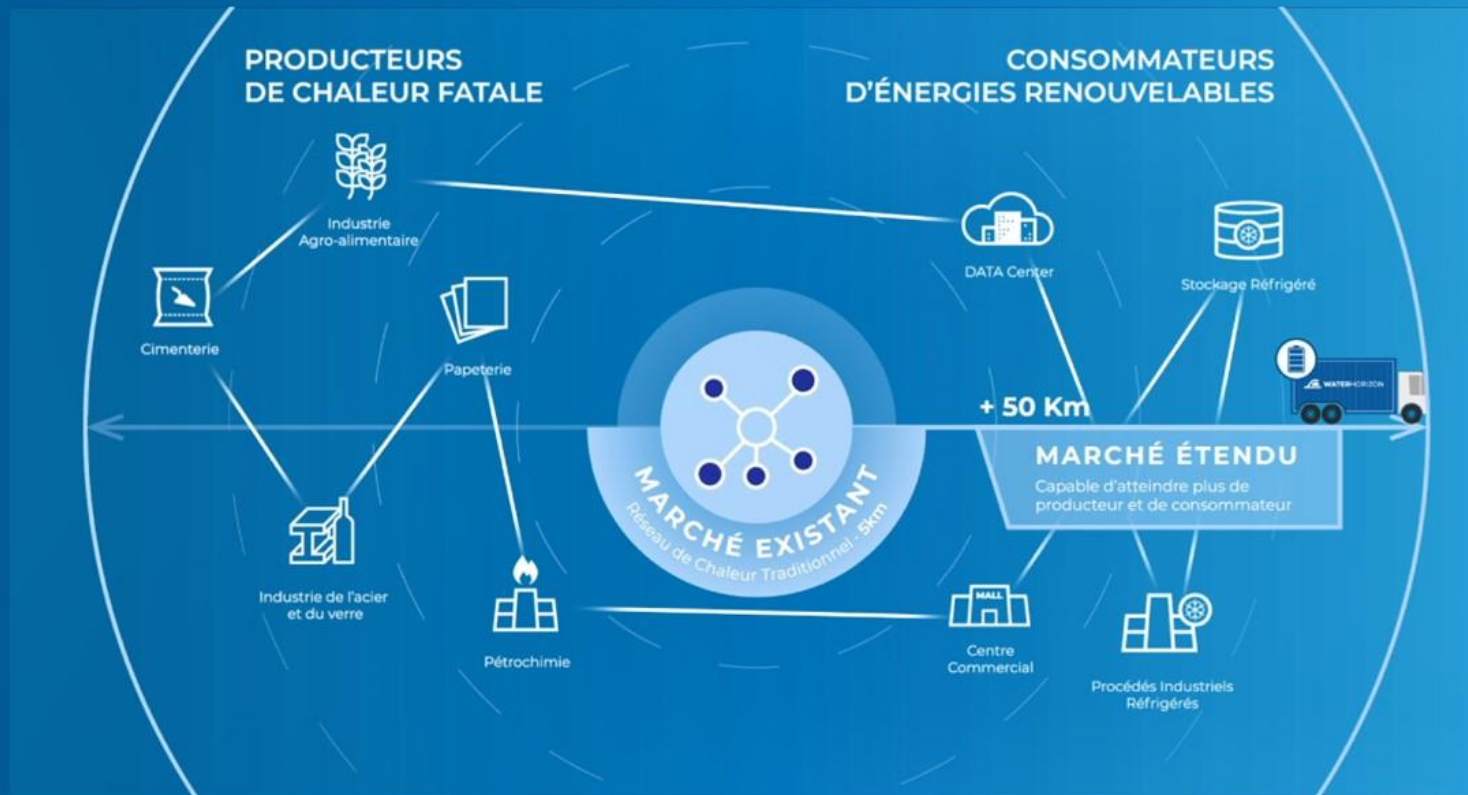 PRODUCTEURS
DE CHALEUR FATALE
CONSOMMATEURS
D'ÉNERGIES RENOUVELABLES
Industrie
Agro-alimentaire
DATA Center
Stockage Réfrigéré
Cimenterie
Papeterie
WATERHORIZON
+ 50 Km
MARCHÉ ÉTENDU
Capable d'atteindre plus de
producteur et de consommateur
MARCHÉ EXISTANT
Réseau de Chaleur Traditionnel - 5km
Industrie de l'acier
et du verre
Pétrochimie
MALL
Centre
Commercial
Procédés Industriels
Réfrigérés